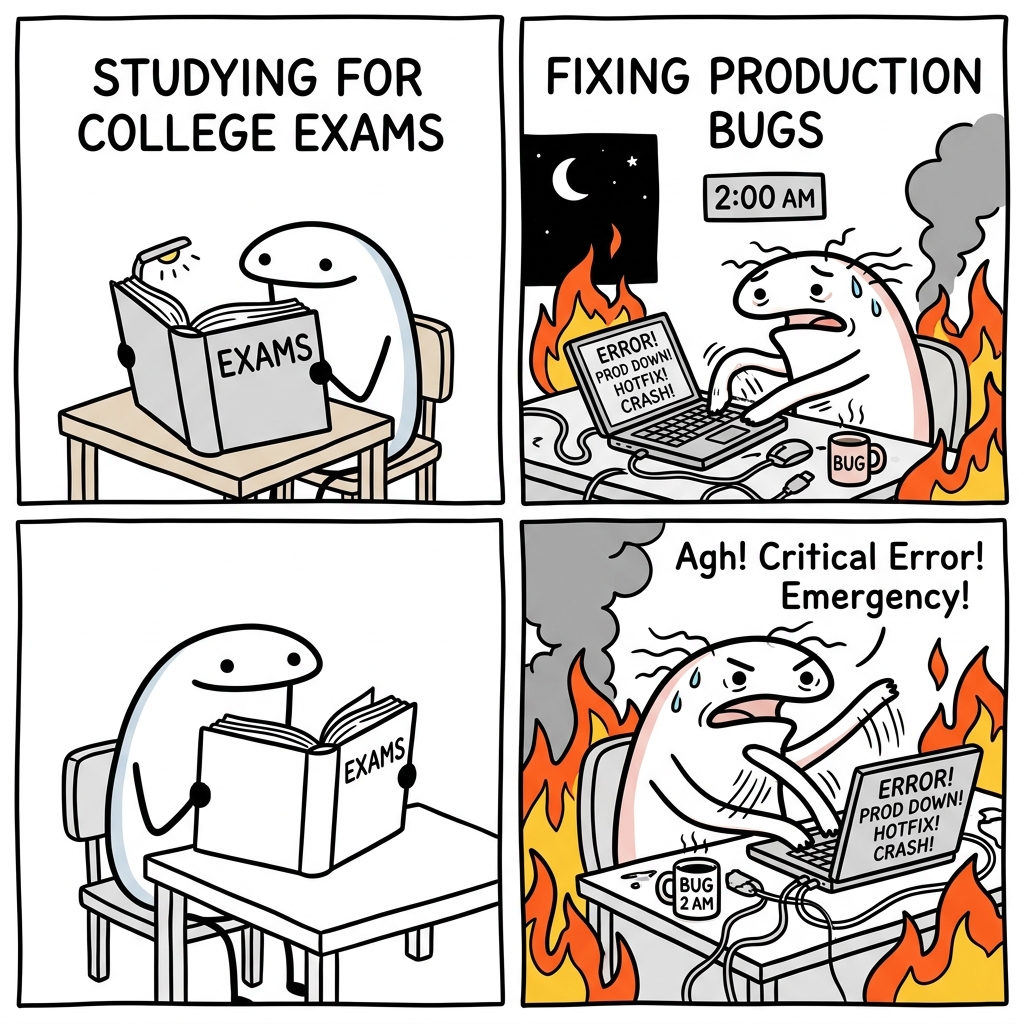 STUDYING FOR
COLLEGE EXAMS
EXAMS
FIXING PRODUCTION
BUGS
2:00 AM
ERROR!
PROD DOWN!
HOTFIX!
CRASH!
BUG
EXAMS
Agh! Critical Error!
Emergency!
ERROR!
PROD DOWN!
HOTFIX!
CRASH!
BUG
2 AM